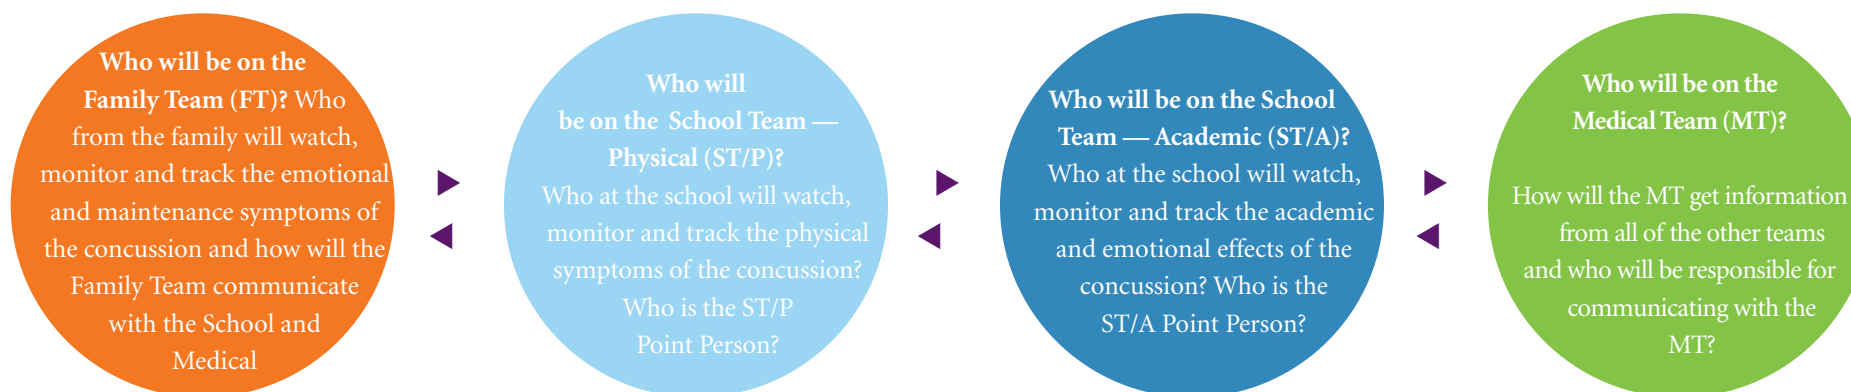 Who will be on the
Family Team (FT)? Who
from the family will watch,
monitor and track the emotional
and maintenance symptoms of
the concussion and how will the
Family Team communicate
with the School and
Medical
Who will
be on the School Team —
Physical (ST/P)?
Who at the school will watch,
monitor and track the physical
symptoms of the concussion?
Who is the ST/P
Point Person?
Who will be on the School
Team — Academic (ST/A)?
Who at the school will watch,
monitor and track the academic
and emotional effects of the
concussion? Who is the
ST/A Point Person?
Who will be on the
Medical Team (MT)?
How will the MT get information
from all of the other teams
and who will be responsible for
communicating with the
MT?